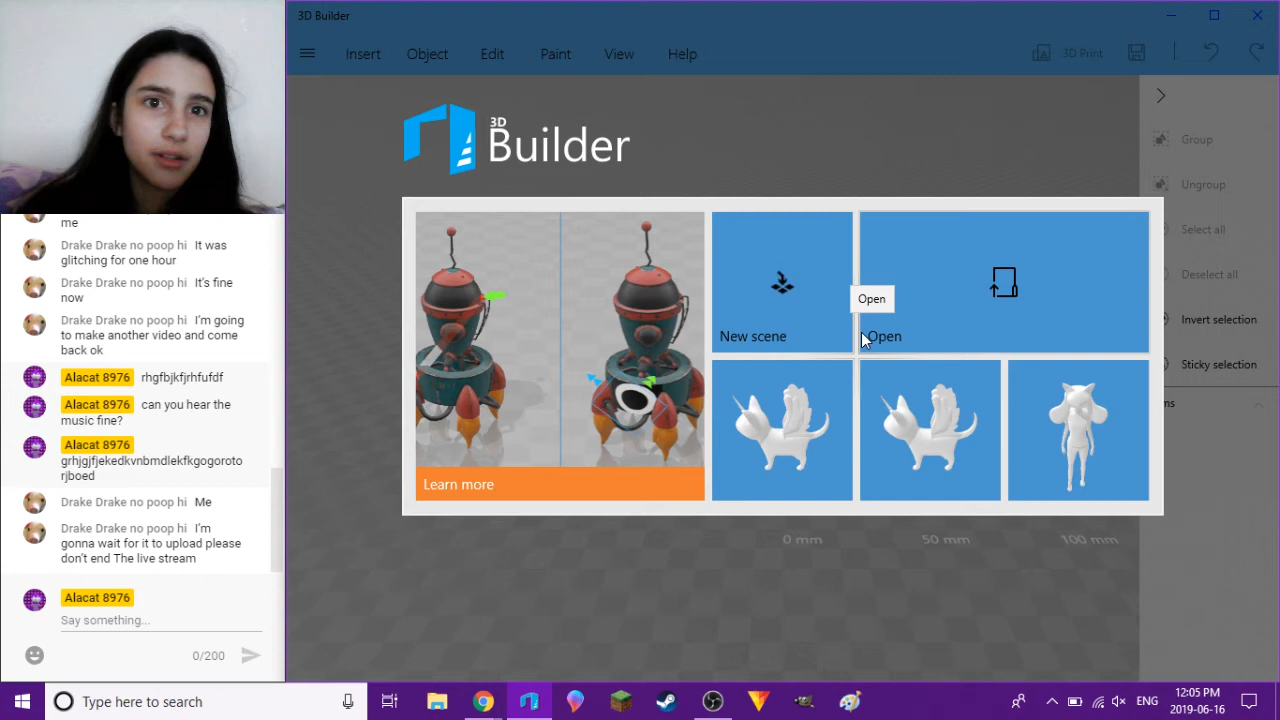 3D Builder
Insert Object Edit Paint View Help
3D Print
3D
Builder
Group
Ungroup
Select all
Deselect all
Invert selection
Sticky selection
ms
New scene
Open
Open
Learn more
0 mm 50 mm 100 mm
me
Drake Drake no poop hi It was
glitching for one hour
Drake Drake no poop hi It's fine
now
Drake Drake no poop hi I'm going
to make another video and come
back ok
Alacat 8976 rhgfbjkfjrhfufdf
Alacat 8976 can you hear the
music fine?
Alacat 8976
grhjgjfjekedkvnbmdlekfkgogoroto
rjboed
Drake Drake no poop hi Me
Drake Drake no poop hi I'm
gonna wait for it to upload please
don't end The live stream
Alacat 8976
Say something...
0/200
Type here to search
ENG
12:05 PM
2019-06-16